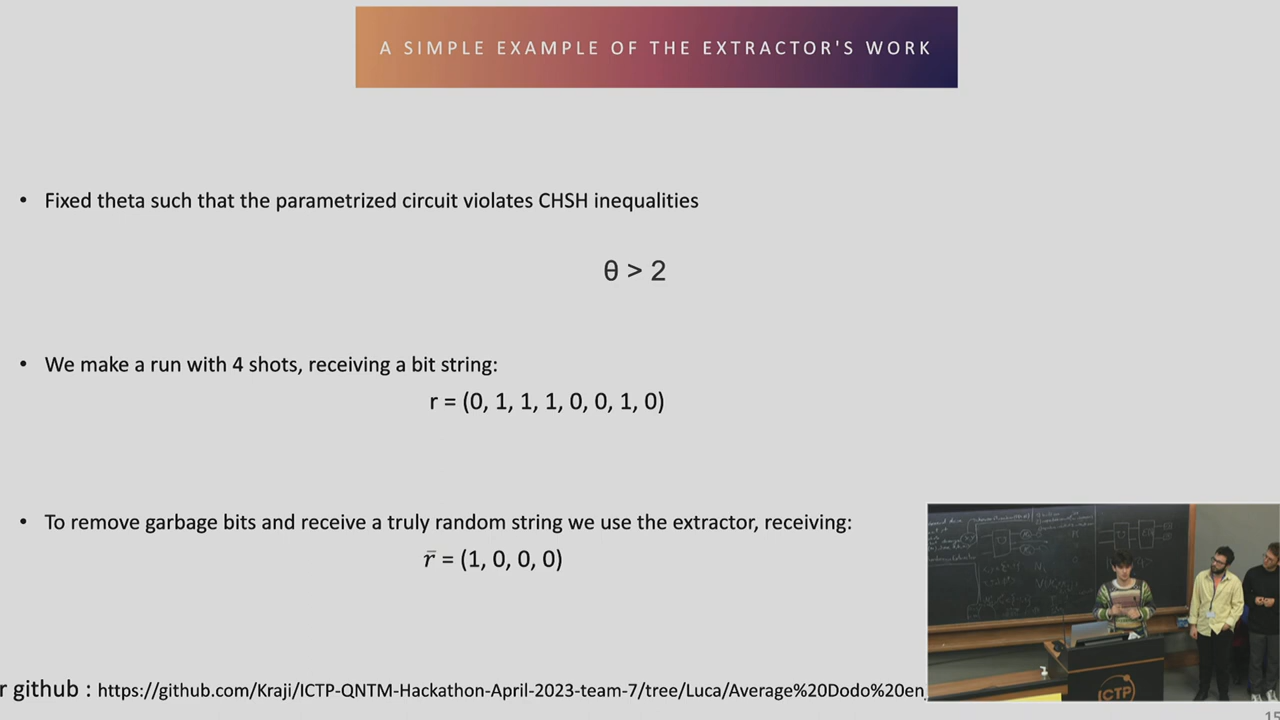 A SIMPLE EXAMPLE OF THE EXTRACTOR'S WORK
• Fixed theta such that the parametrized circuit violates CHSH inequalities
θ > 2
• We make a run with 4 shots, receiving a bit string:
r = (0, 1, 1, 1, 0, 0, 1, 0)
• To remove garbage bits and receive a truly random string we use the extractor, receiving:
r̄ = (1, 0, 0, 0)
r github : https://github.com/Kraji/ICTP-QNTM-Hackathon-April-2023-team-7/tree/Luca/Average%20Dodo%20en
ICTP
15